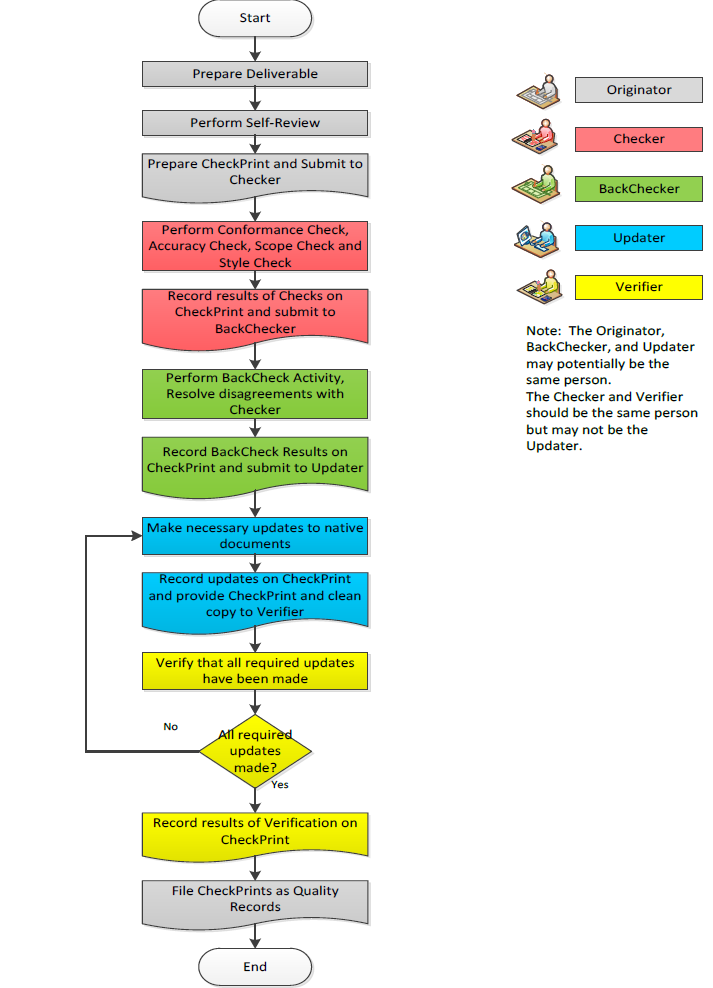 Start
Prepare Deliverable
Perform Self-Review
Prepare CheckPrint and Submit to
Checker
Perform Conformance Check,
Accuracy Check, Scope Check and
Style Check
Record results of Checks on
CheckPrint and submit to
BackChecker
Perform BackCheck Activity,
Resolve disagreements with
Checker
Record BackCheck Results on
CheckPrint and submit to Updater
Make necessary updates to native
documents
Record updates on CheckPrint
and provide CheckPrint and clean
copy to Verifier
Verify that all required updates
have been made
No
All required
updates
made?
Yes
Record results of Verification on
CheckPrint
File CheckPrints as Quality
Records
End
Originator
Checker
BackChecker
Updater
Verifier
Note:  The Originator,
BackChecker, and Updater
may potentially be the
same person.
The Checker and Verifier
should be the same person
but may not be the
Updater.